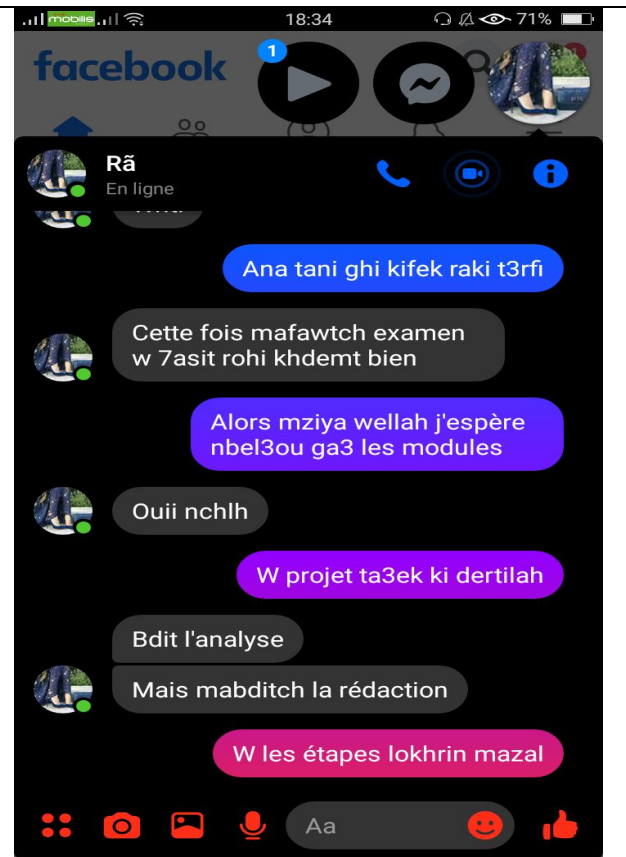 mobilis 18:34 71%
facebook
1
Rã
En ligne
Ana tani ghi kifek raki t3rfi
Cette fois mafawtch examen
w 7asit rohi khdemt bien
Alors mziya wellah j'espère
nbel3ou ga3 les modules
Ouii nchlh
W projet ta3ek ki dertilah
Bdit l'analyse
Mais mabditch la rédaction
W les étapes lokhrin mazal
Aa